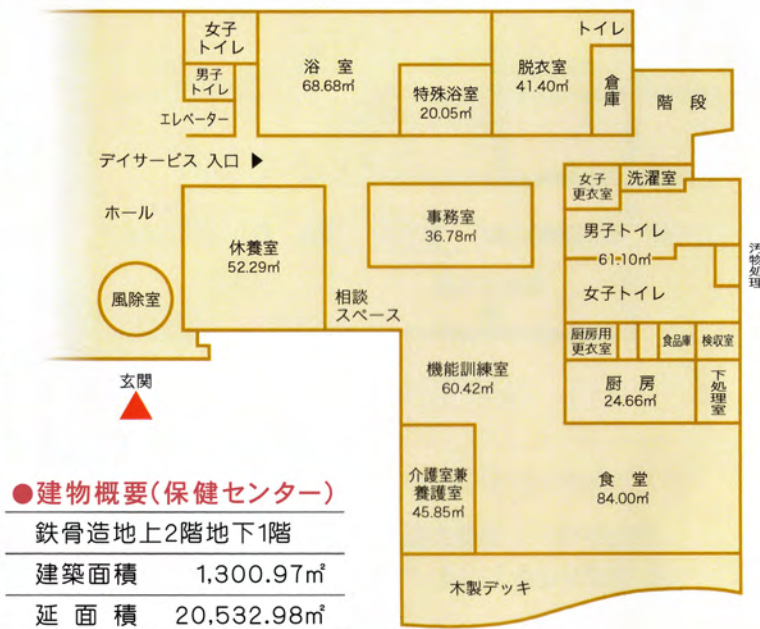 女子
トイレ
男子
トイレ
エレベーター
浴 室
68.68㎡
特殊浴室
20.05㎡
脱衣室
41.40㎡
トイレ
倉庫
階 段
デイサービス 入口 ▶
ホール
風除室
休養室
52.29㎡
事務室
36.78㎡
相談
スペース
女子
更衣室
洗濯室
男子トイレ
61.10㎡
女子トイレ
汚物処理
厨房用
更衣室
食品庫
検収室
機能訓練室
60.42㎡
厨 房
24.66㎡
下処理室
玄関
介護室兼
養護室
45.85㎡
食 堂
84.00㎡
木製デッキ
●建物概要(保健センター)
鉄骨造地上2階地下1階
建築面積 1,300.97㎡
延 面 積 20,532.98㎡